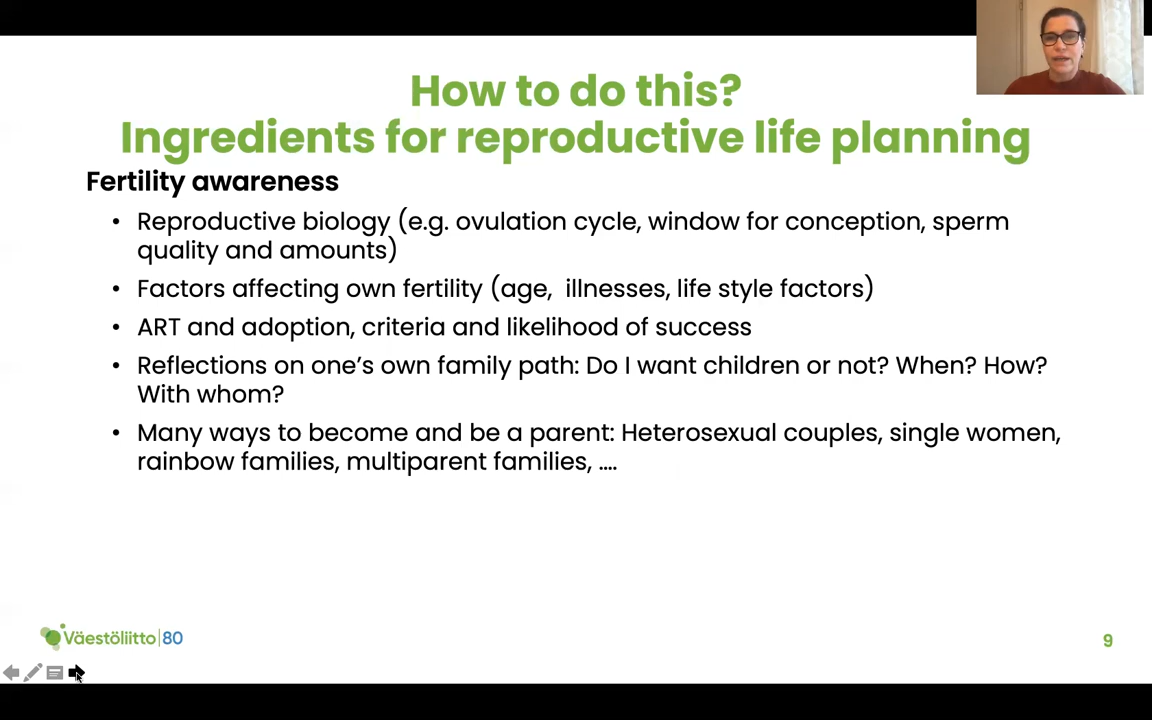 How to do this?
Ingredients for reproductive life planning
Fertility awareness
• Reproductive biology (e.g. ovulation cycle, window for conception, sperm
quality and amounts)
• Factors affecting own fertility (age,  illnesses, life style factors)
• ART and adoption, criteria and likelihood of success
• Reflections on one’s own family path: Do I want children or not? When? How?
With whom?
• Many ways to become and be a parent: Heterosexual couples, single women,
rainbow families, multiparent families, ….
Väestöliitto|80
9